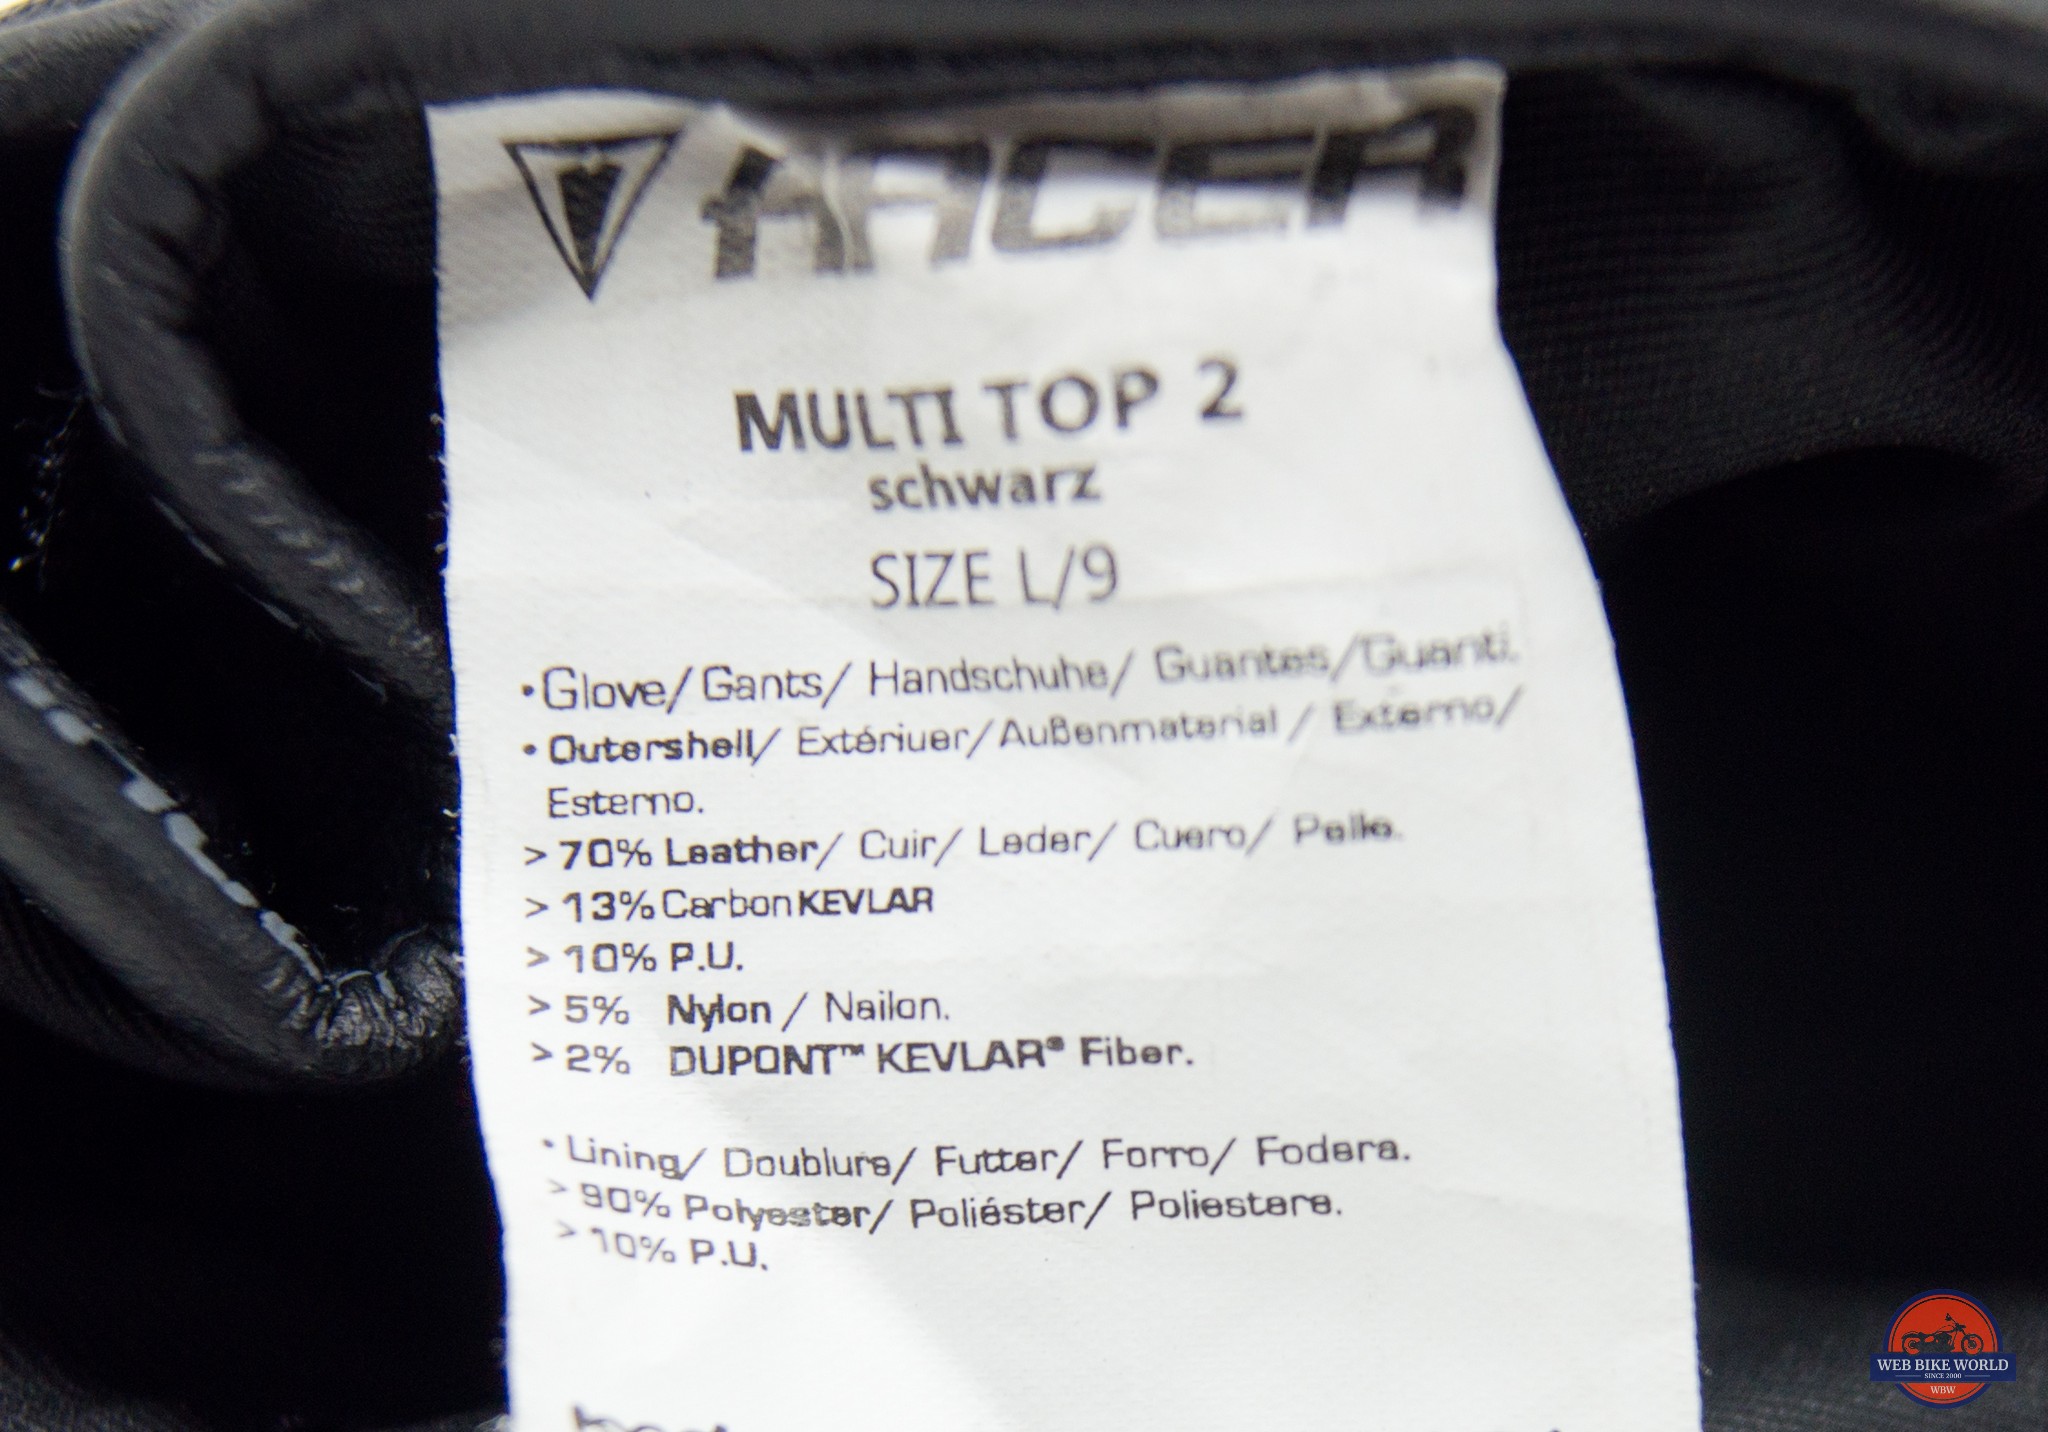 RACER
MULTI TOP 2
schwarz
SIZE L/9
•Glove/ Gants/ Handschuhe/ Guantes/Guanti.
• Outershell/ Extériuer/Außenmaterial / Externo/
Esterno.
> 70% Leather/ Cuir/ Leder/ Cuero/ Pelle.
> 13% Carbon KEVLAR
> 10% P.U.
> 5% Nylon / Nailon.
> 2% DUPONT™ KEVLAR® Fiber.
• Lining/ Doublure/ Futter/ Forro/ Fodera.
> 90% Polyester/ Poliéster/ Poliestere.
> 10% P.U.
WEB BIKE WORLD
SINCE 2000
WBW